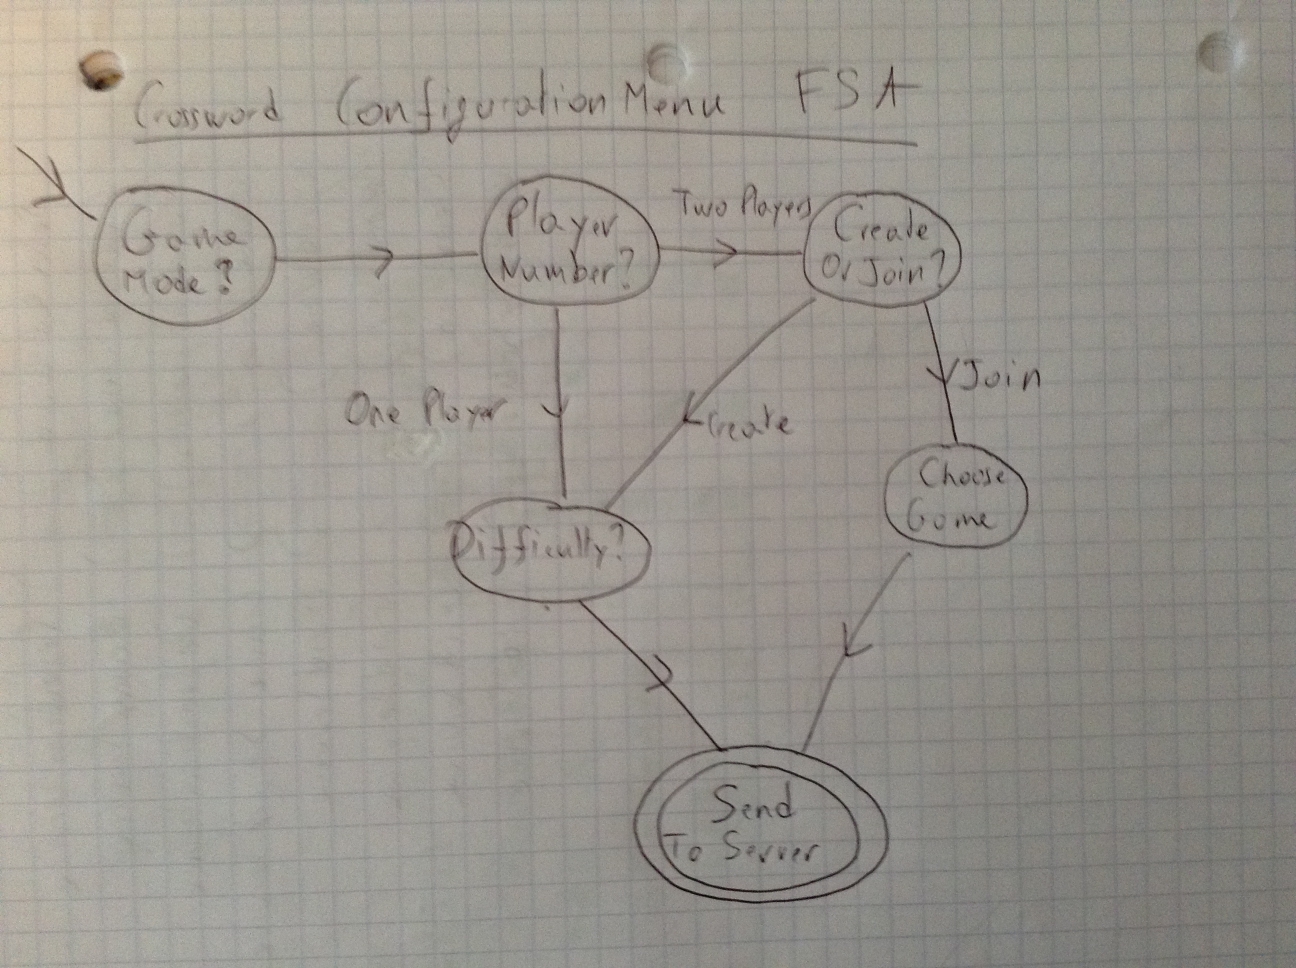 Crossword Configuration Menu FSA
Game
Mode?
Player
Number?
Two Players
Create
Or Join?
One Player
Create
Join
Choose
Game
Difficulty?
Send
To Server